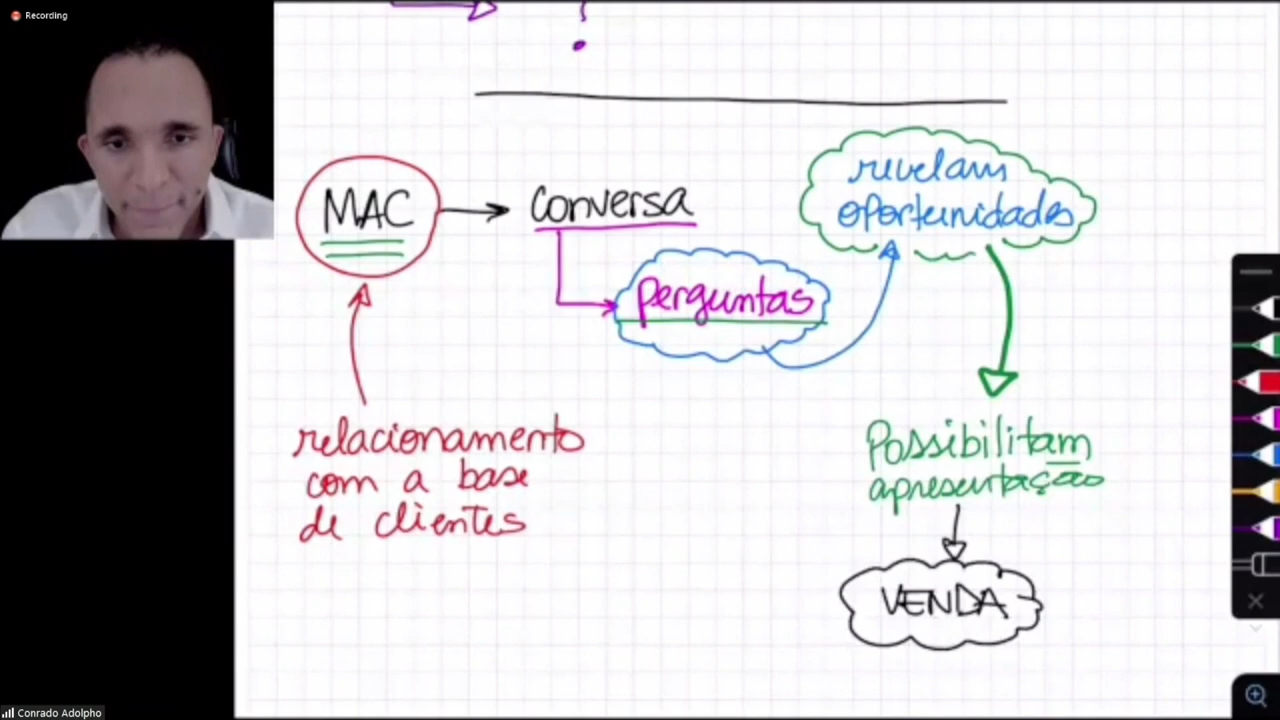 Recording
MAC
conversa
revelam
oportunidades
perguntas
relacionamento
com a base
de clientes
Possibilitam
apresentação
VENDA
Conrado Adolpho